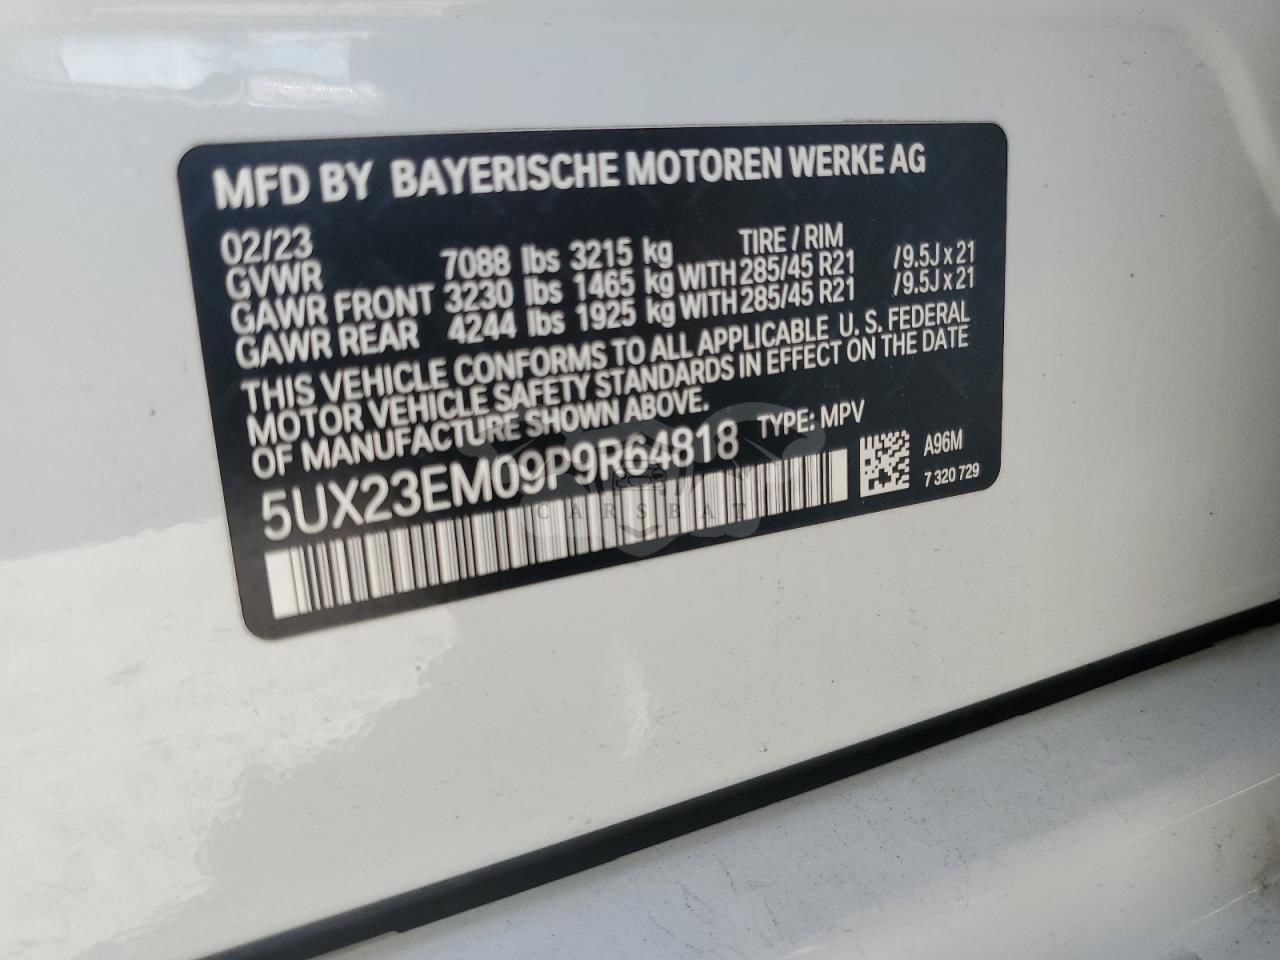 MFD BY BAYERISCHE MOTOREN WERKE AG
02/23 TIRE / RIM
GVWR 7088 lbs 3215 kg
GAWR FRONT 3230 lbs 1465 kg WITH 285/45 R21 /9.5J x 21
GAWR REAR 4244 lbs 1925 kg WITH 285/45 R21 /9.5J x 21
THIS VEHICLE CONFORMS TO ALL APPLICABLE U. S. FEDERAL
MOTOR VEHICLE SAFETY STANDARDS IN EFFECT ON THE DATE
OF MANUFACTURE SHOWN ABOVE.
5UX23EM09P9R64818 TYPE: MPV
A96M
7 320 729
CARSBAT